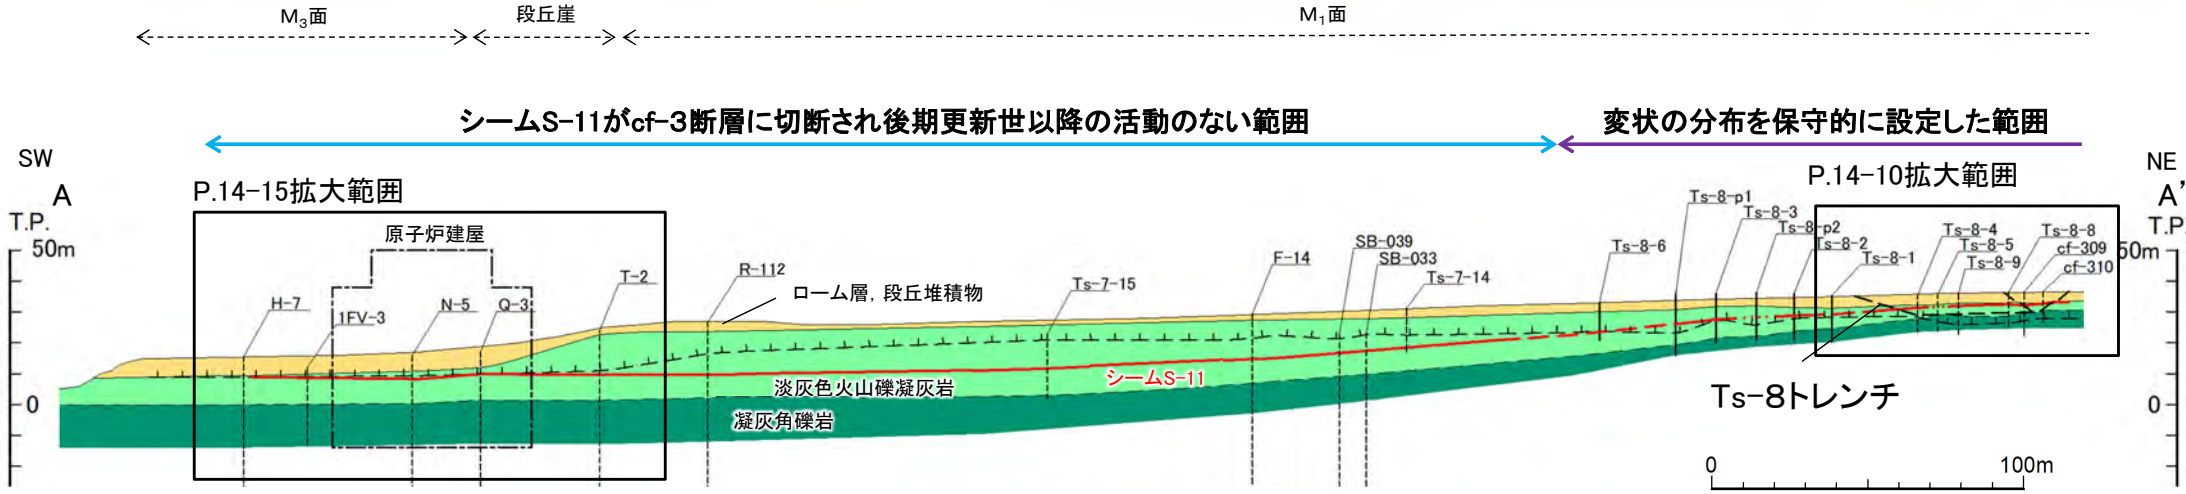 M₃面
段丘崖
M₁面
シームS-11がcf-3断層に切断され後期更新世以降の活動のない範囲
変状の分布を保守的に設定した範囲
SW
NE
A
A'
P.14-15拡大範囲
P.14-10拡大範囲
T.P.
T.P.
50m
50m
原子炉建屋
H-7
1FV-3
N-5
Q-3
T-2
R-112
ローム層, 段丘堆積物
Ts-7-15
F-14
SB-039
SB-033
Ts-7-14
Ts-8-6
Ts-8-p1
Ts-8-3
Ts-8-p2
Ts-8-2
Ts-8-1
Ts-8-4
Ts-8-5
Ts-8-9
Ts-8-8
cf-309
cf-310
シームS-11
淡灰色火山礫凝灰岩
凝灰角礫岩
Ts-8トレンチ
0
0
0
100m